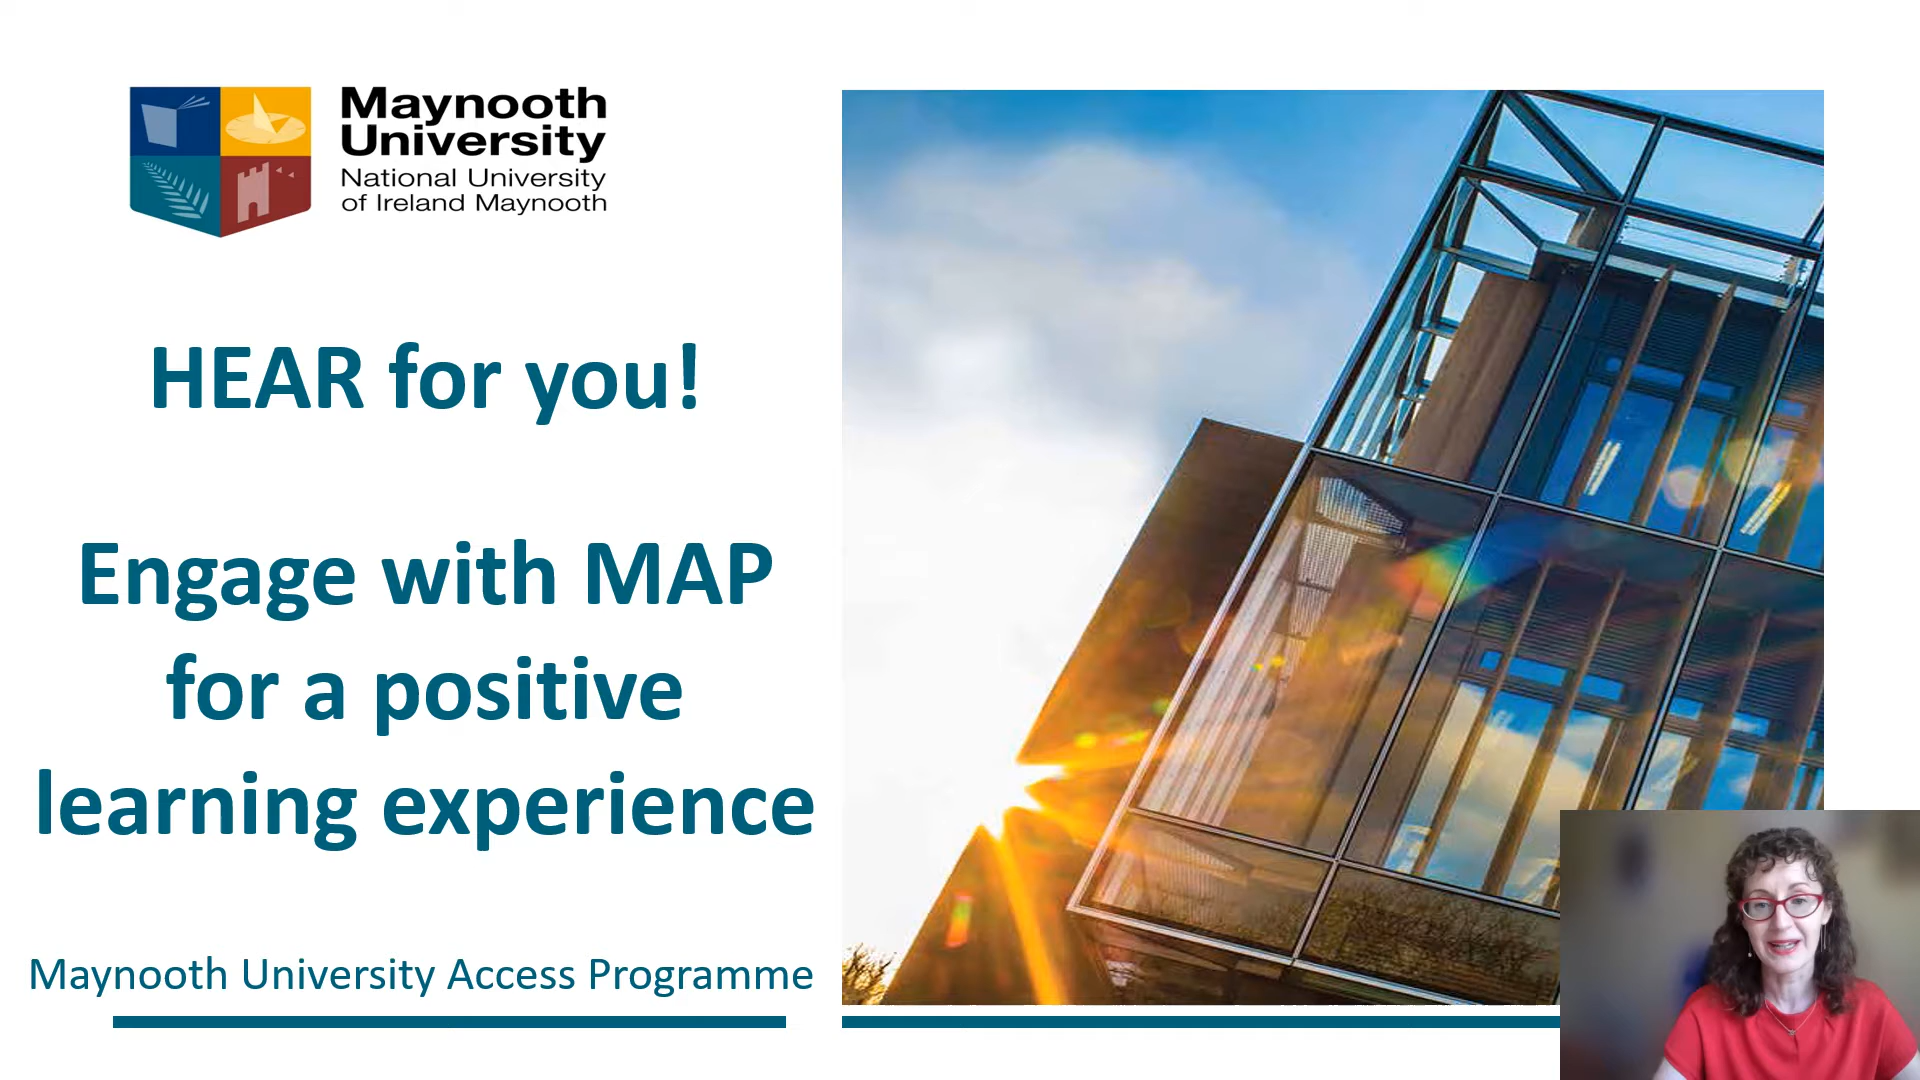 Maynooth
University
National University
of Ireland Maynooth
HEAR for you!
Engage with MAP
for a positive
learning experience
Maynooth University Access Programme